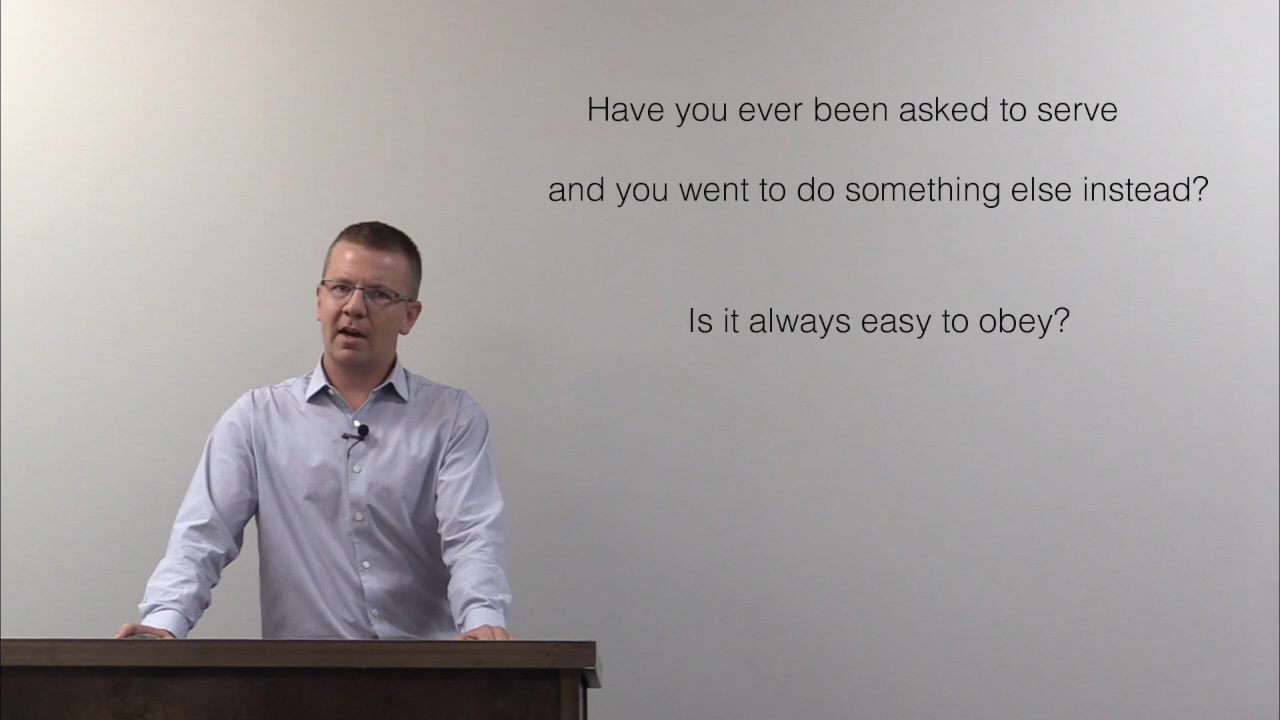 Have you ever been asked to serve
and you went to do something else instead?
Is it always easy to obey?